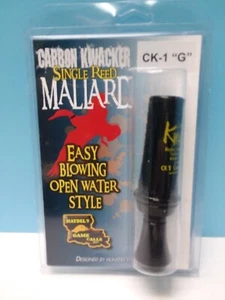 CARBON KWACKER
CK-1 "G"
SINGLE REED
MALLARD
EASY
BLOWING
OPEN WATER
STYLE
HAYDEL'S
GAME
CALLS
DESIGNED BY